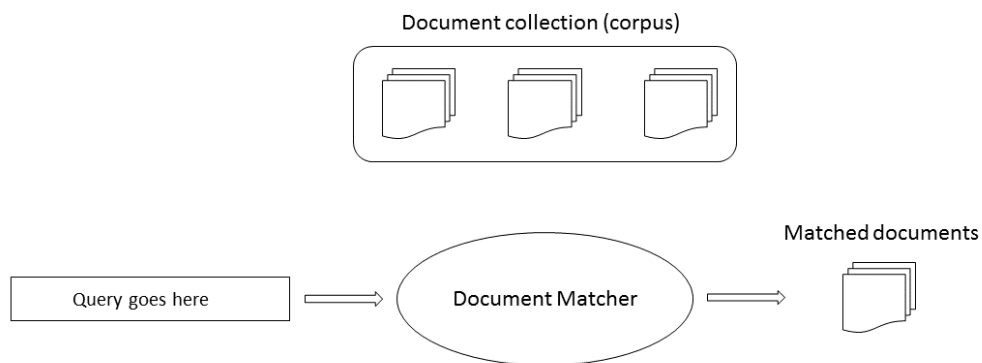 Document collection (corpus)
Matched documents
Query goes here
Document Matcher